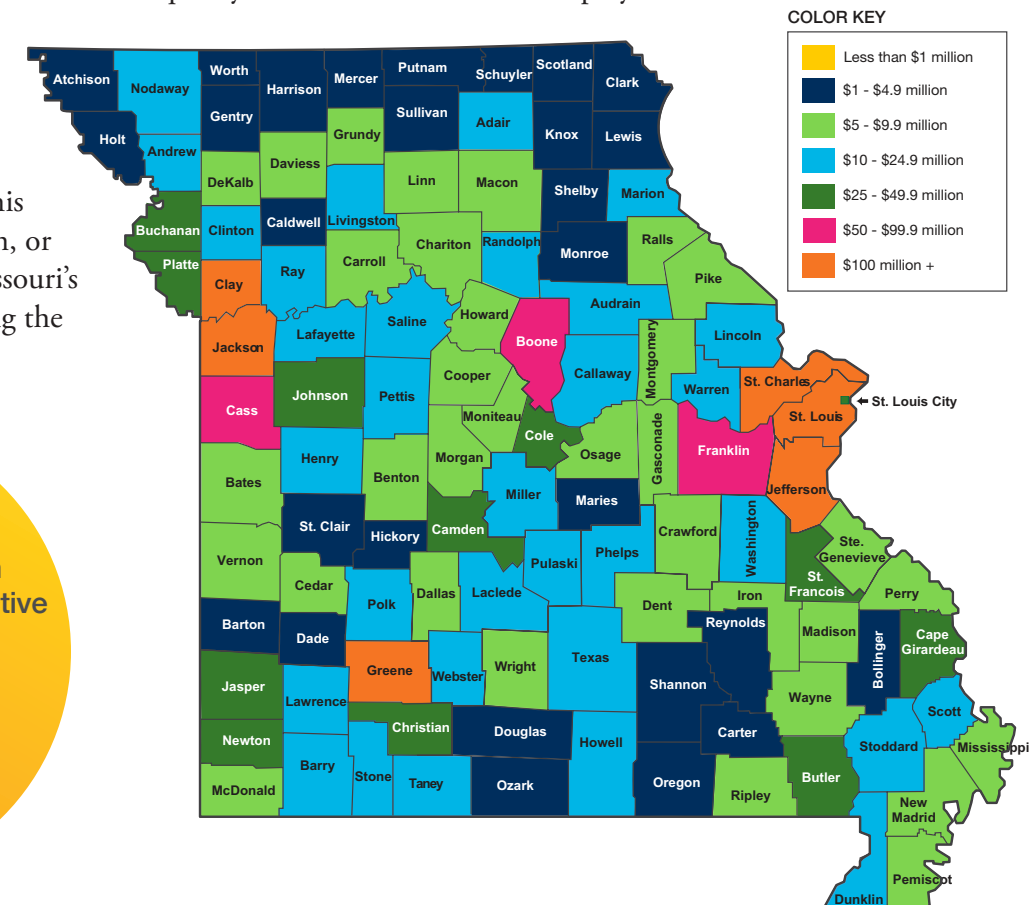 COLOR KEY
Less than $1 million
$1 - $4.9 million
$5 - $9.9 million
$10 - $24.9 million
$25 - $49.9 million
$50 - $99.9 million
$100 million +
his
n, or
ssouri's
ng the
tive
Atchison
Nodaway
Worth
Harrison
Mercer
Putnam
Schuyler
Scotland
Clark
Gentry
Sullivan
Adair
Knox
Lewis
Holt
Andrew
Grundy
DeKalb
Daviess
Linn
Macon
Shelby
Marion
Buchanan
Clinton
Caldwell
Livingston
Chariton
Randolph
Monroe
Ralls
Platte
Clay
Ray
Carroll
Pike
Jackson
Lafayette
Saline
Howard
Boone
Audrain
Montgomery
Lincoln
Cass
Johnson
Pettis
Cooper
Moniteau
Callaway
Warren
St. Charles
St. Louis
St. Louis City
Cole
Osage
Gasconade
Franklin
Jefferson
Bates
Henry
Benton
Morgan
Miller
Maries
St. Clair
Hickory
Camden
Crawford
Washington
Ste.
Genevieve
Vernon
Cedar
Polk
Dallas
Laclede
Pulaski
Phelps
Dent
Iron
St.
Francois
Perry
Barton
Dade
Reynolds
Madison
Bollinger
Cape
Girardeau
Jasper
Lawrence
Greene
Webster
Wright
Texas
Shannon
Wayne
Scott
Newton
Christian
Douglas
Howell
Carter
Stoddard
Mississippi
McDonald
Barry
Stone
Taney
Ozark
Oregon
Ripley
Butler
New
Madrid
Pemiscot
Dunklin